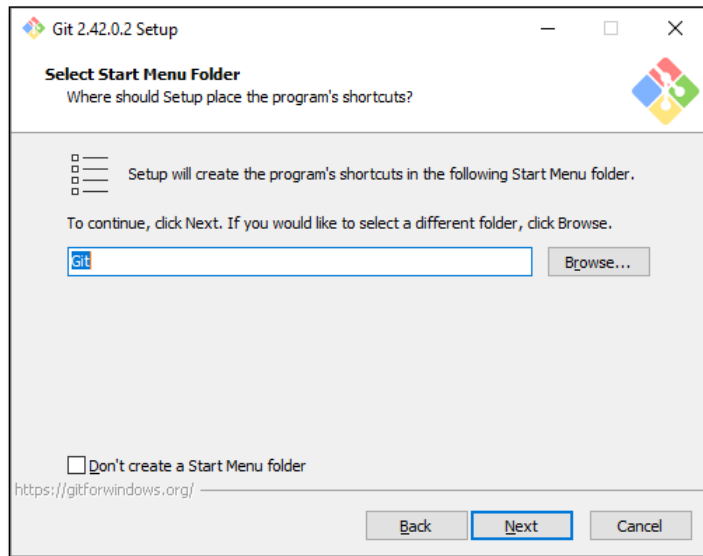 Git 2.42.0.2 Setup
Select Start Menu Folder
Where should Setup place the program's shortcuts?
Setup will create the program's shortcuts in the following Start Menu folder.
To continue, click Next. If you would like to select a different folder, click Browse.
Git
Browse...
Don't create a Start Menu folder
https://gitforwindows.org/
Back Next Cancel